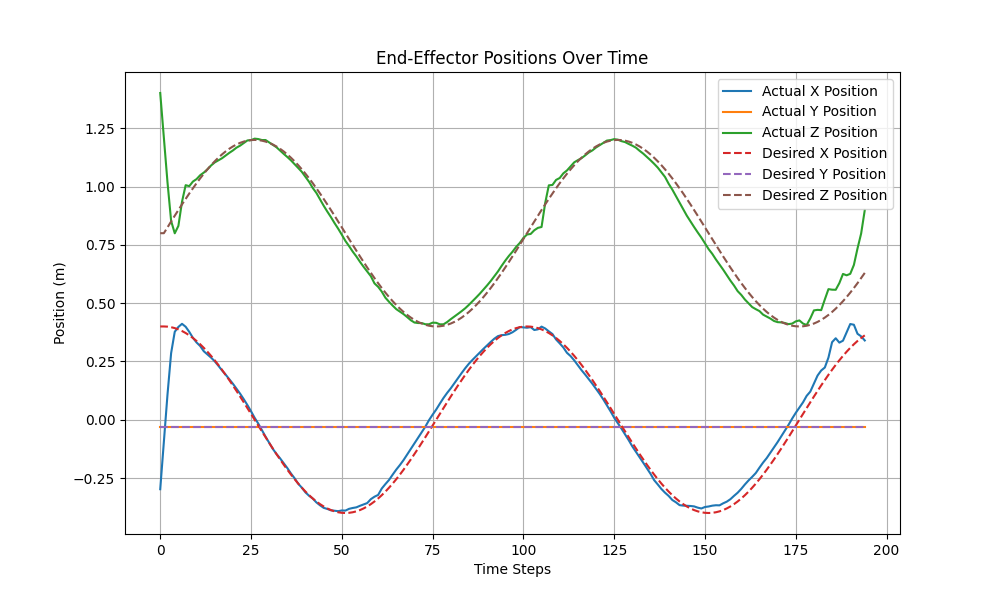 End-Effector Positions Over Time
Actual X Position
Actual Y Position
Actual Z Position
Desired X Position
Desired Y Position
Desired Z Position
Position (m)
1.25
1.00
0.75
0.50
0.25
0.00
−0.25
0 25 50 75 100 125 150 175 200
Time Steps